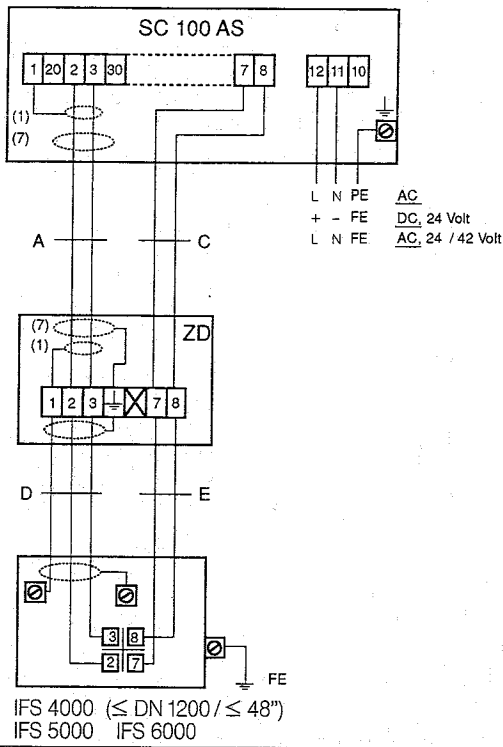 SC 100 AS
1 20 2 3 30 7 8 12 11 10
(1)
(7)
L N PE AC
+ - FE DC, 24 Volt
L N FE AC, 24 / 42 Volt
A C
(7) ZD
(1)
1 2 3 7 8
D E
3 8
2 7
FE
IFS 4000 (≤ DN 1200 / ≤ 48")
IFS 5000 IFS 6000